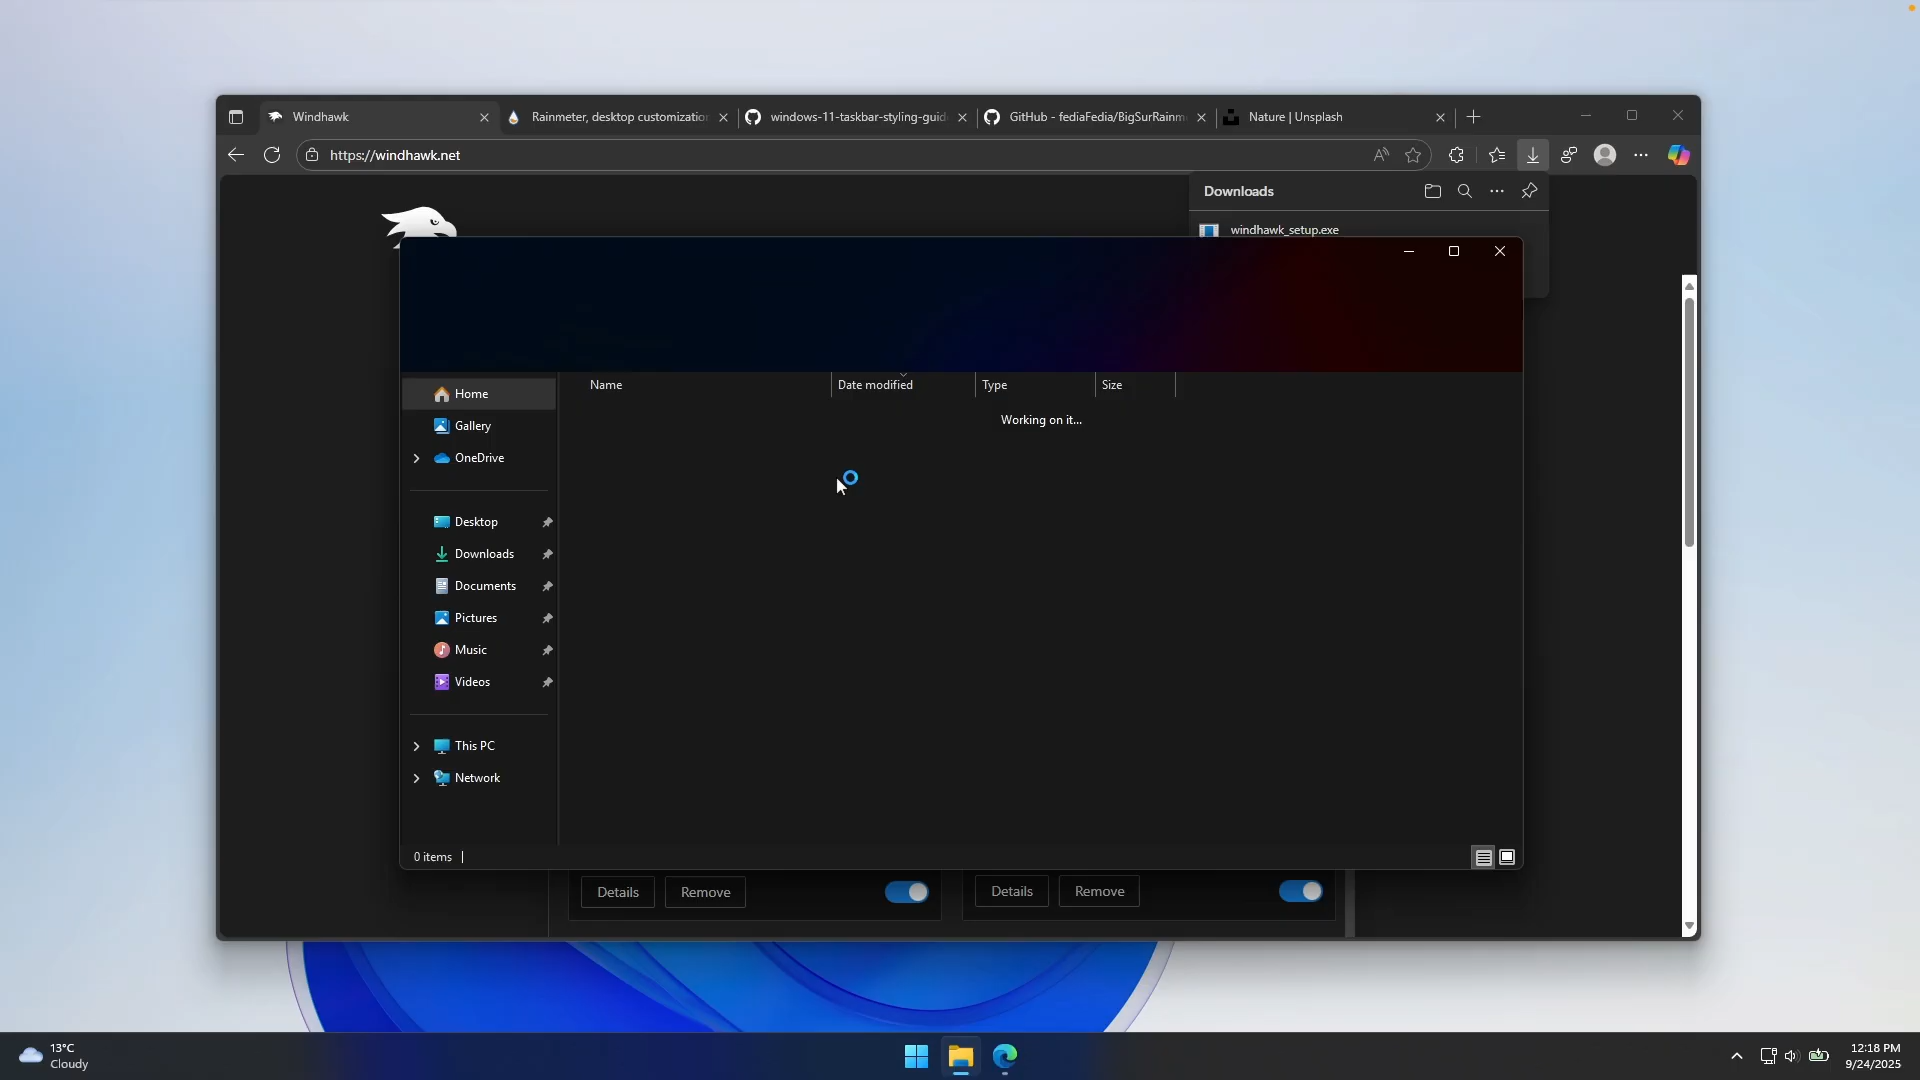 Windhawk
Rainmeter, desktop customizatio
windows-11-taskbar-styling-guid
GitHub - fediaFedia/BigSurRainm
Nature | Unsplash
https://windhawk.net
Downloads
windhawk_setup.exe
Name
Date modified
Type
Size
Working on it...
Home
Gallery
OneDrive
Desktop
Downloads
Documents
Pictures
Music
Videos
This PC
Network
0 items
Details
Remove
Details
Remove
13°C
Cloudy
12:18 PM
9/24/2025